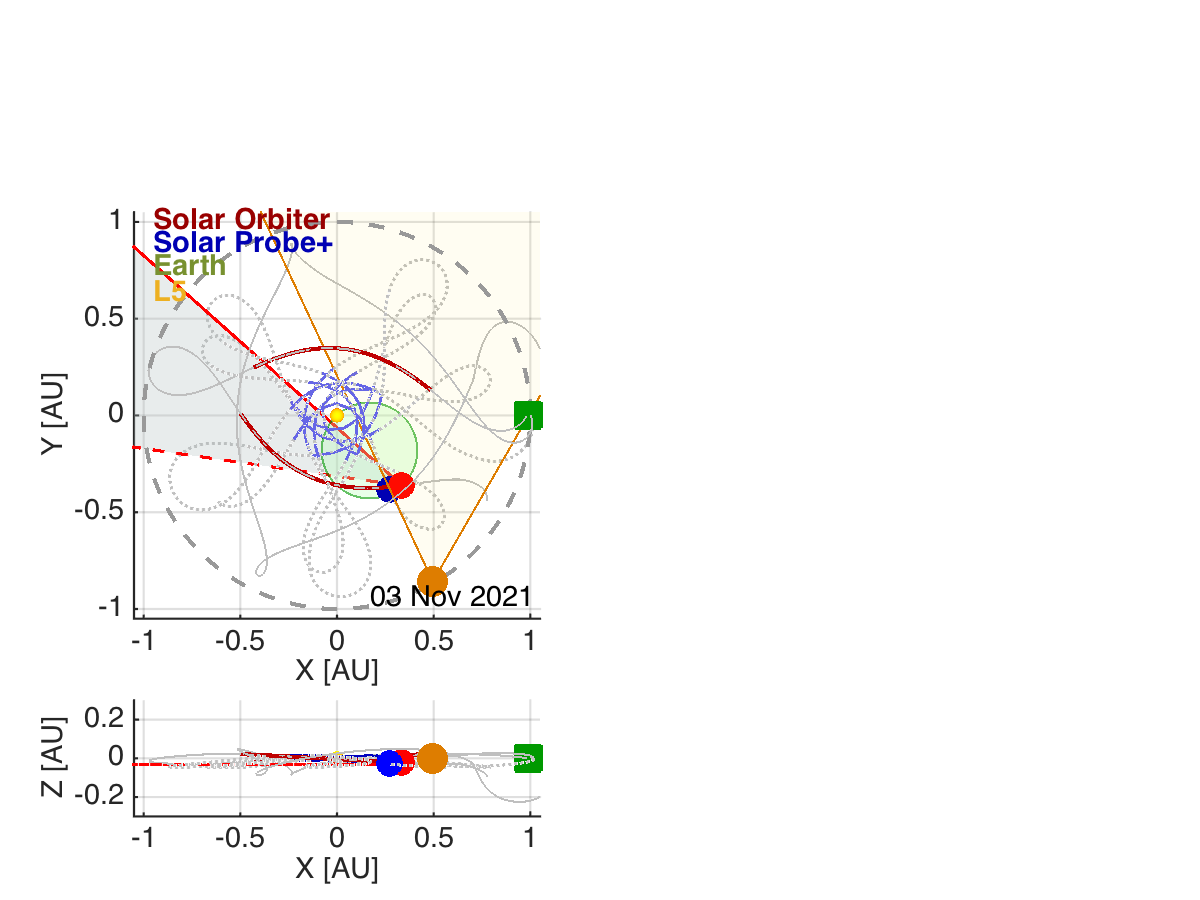 Solar Orbiter
Solar Probe+
Earth
L5
1
0.5
0
-0.5
-1
Y [AU]
03 Nov 2021
-1 -0.5 0 0.5 1
X [AU]
0.2
0
-0.2
Z [AU]
-1 -0.5 0 0.5 1
X [AU]